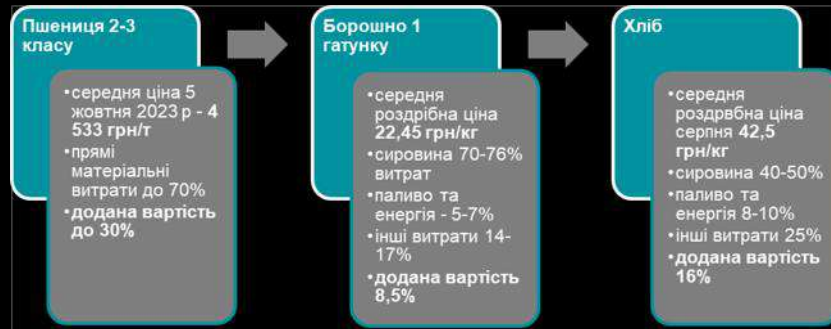 Пшениця 2-3
класу
•середня ціна 5
жовтня 2023 р - 4
533 грн/т
•прямі
матеріальні
витрати до 70%
•додана вартість
до 30%
Борошно 1
гатунку
•середня
роздрібна ціна
22,45 грн/кг
•сировина 70-76%
витрат
•паливо та
енергія - 5-7%
•інші витрати 14-
17%
•додана вартість
8,5%
Хліб
•середня
роздрвбна ціна
серпня 42,5
грн/кг
•сировина 40-50%
•паливо та
енергія 8-10%
•інші витрати 25%
•додана вартість
16%